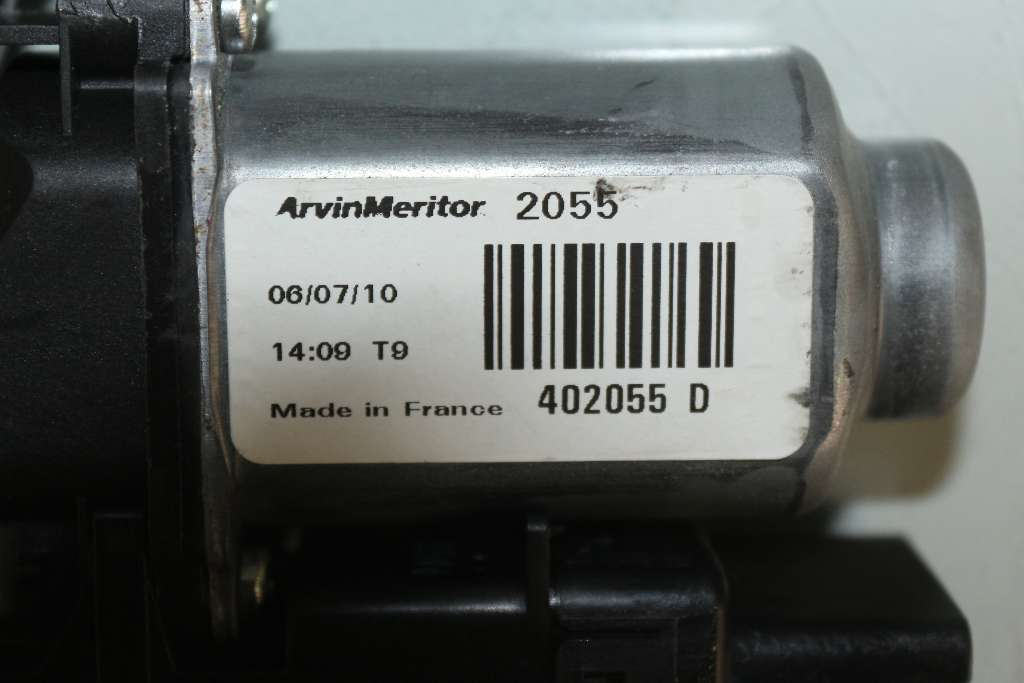 ArvinMeritor 2055
06/07/10
14:09 T9
Made in France
402055 D